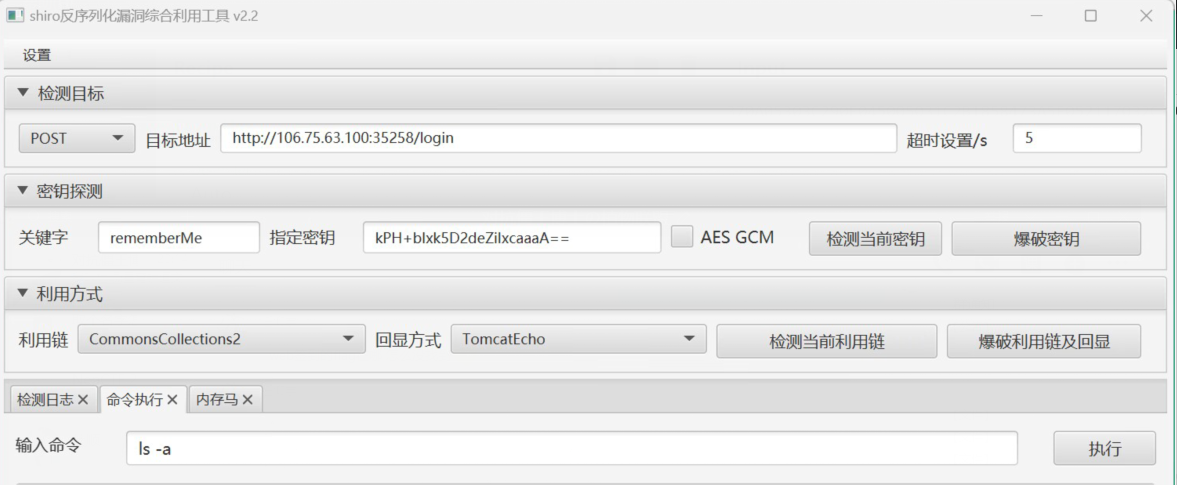 shiro反序列化漏洞综合利用工具 v2.2
设置
检测目标
POST 目标地址 http://106.75.63.100:35258/login 超时设置/s 5
密钥探测
关键字 rememberMe 指定密钥 kPH+bIxk5D2deZiIxcaaaA== AES GCM 检测当前密钥 爆破密钥
利用方式
利用链 CommonsCollections2 回显方式 TomcatEcho 检测当前利用链 爆破利用链及回显
检测日志 命令执行 内存马
输入命令 ls -a 执行